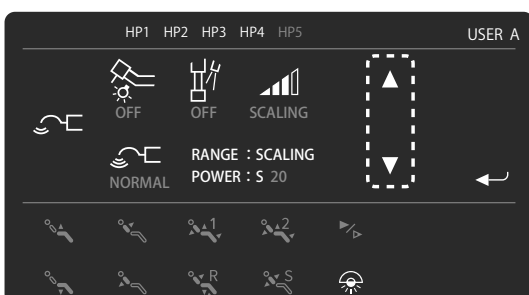 HP1 HP2 HP3 HP4 HP5 USER A
OFF OFF SCALING
NORMAL
RANGE : SCALING
POWER : S 20
1 2
R S